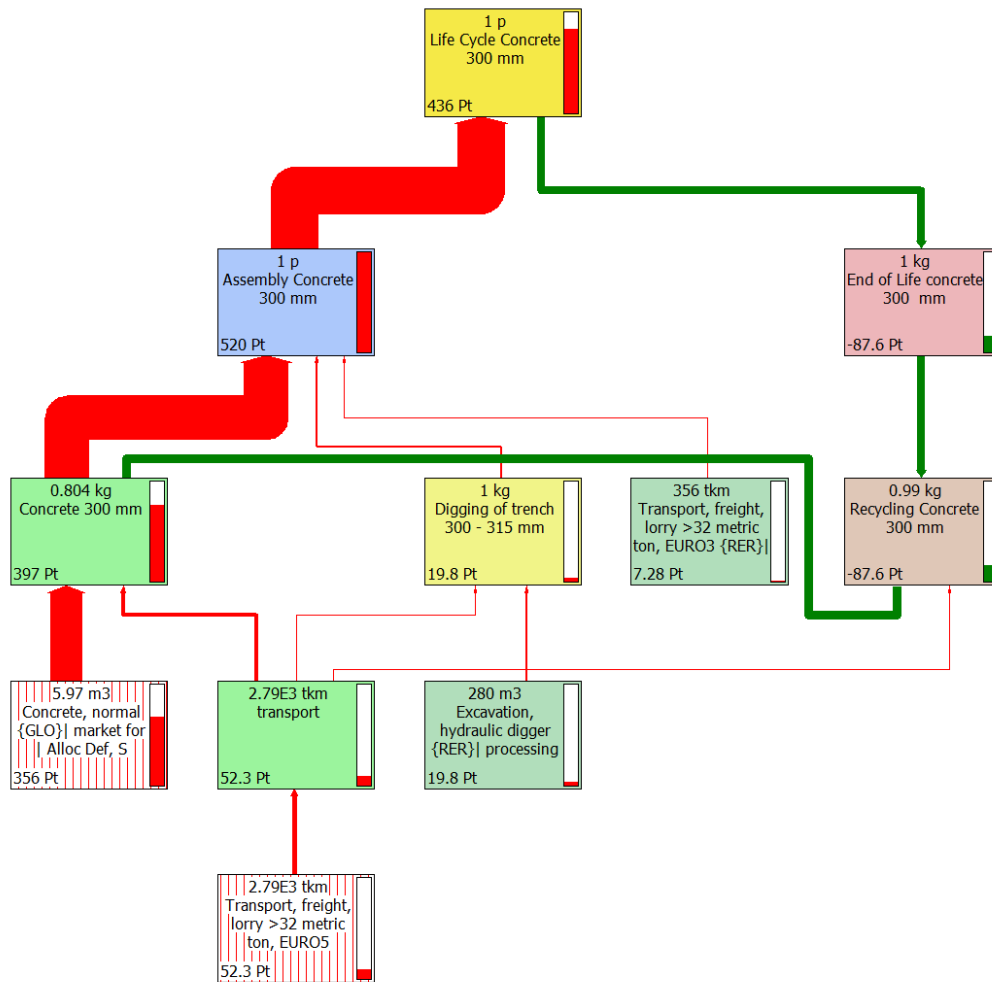 1 p
Life Cycle Concrete
300 mm
436 Pt
1 p
Assembly Concrete
300 mm
520 Pt
1 kg
End of Life concrete
300  mm
-87.6 Pt
0.804 kg
Concrete 300 mm
397 Pt
1 kg
Digging of trench
300 - 315 mm
19.8 Pt
356 tkm
Transport, freight,
lorry >32 metric
ton, EURO3 {RER}|
7.28 Pt
0.99 kg
Recycling Concrete
300 mm
-87.6 Pt
5.97 m3
Concrete, normal
{GLO}| market for
| Alloc Def, S
356 Pt
2.79E3 tkm
transport
52.3 Pt
280 m3
Excavation,
hydraulic digger
{RER}| processing
19.8 Pt
2.79E3 tkm
Transport, freight,
lorry >32 metric
ton, EURO5
52.3 Pt